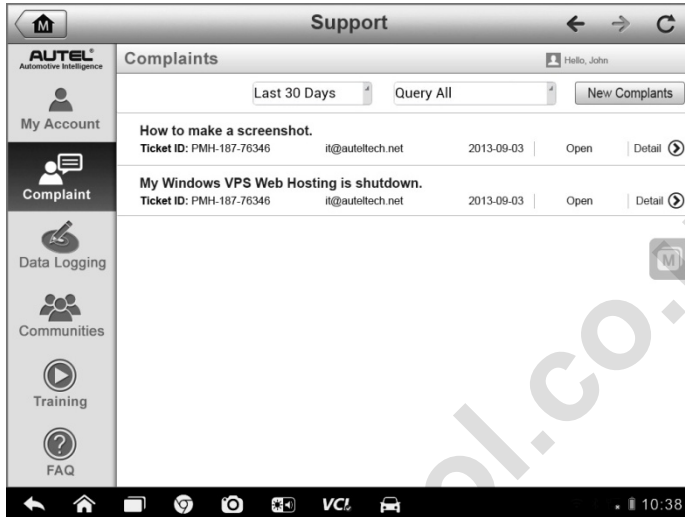 M Support
AUTEL®
Automotive Intelligence
Complaints Hello, John
Last 30 Days Query All New Complants
My Account
How to make a screenshot.
Ticket ID: PMH-187-76346 it@auteltech.net 2013-09-03 Open Detail
Complaint
My Windows VPS Web Hosting is shutdown.
Ticket ID: PMH-187-76346 it@auteltech.net 2013-09-03 Open Detail
Data Logging
M
Communities
Training
?
FAQ
VCI
10:38
ol.co.